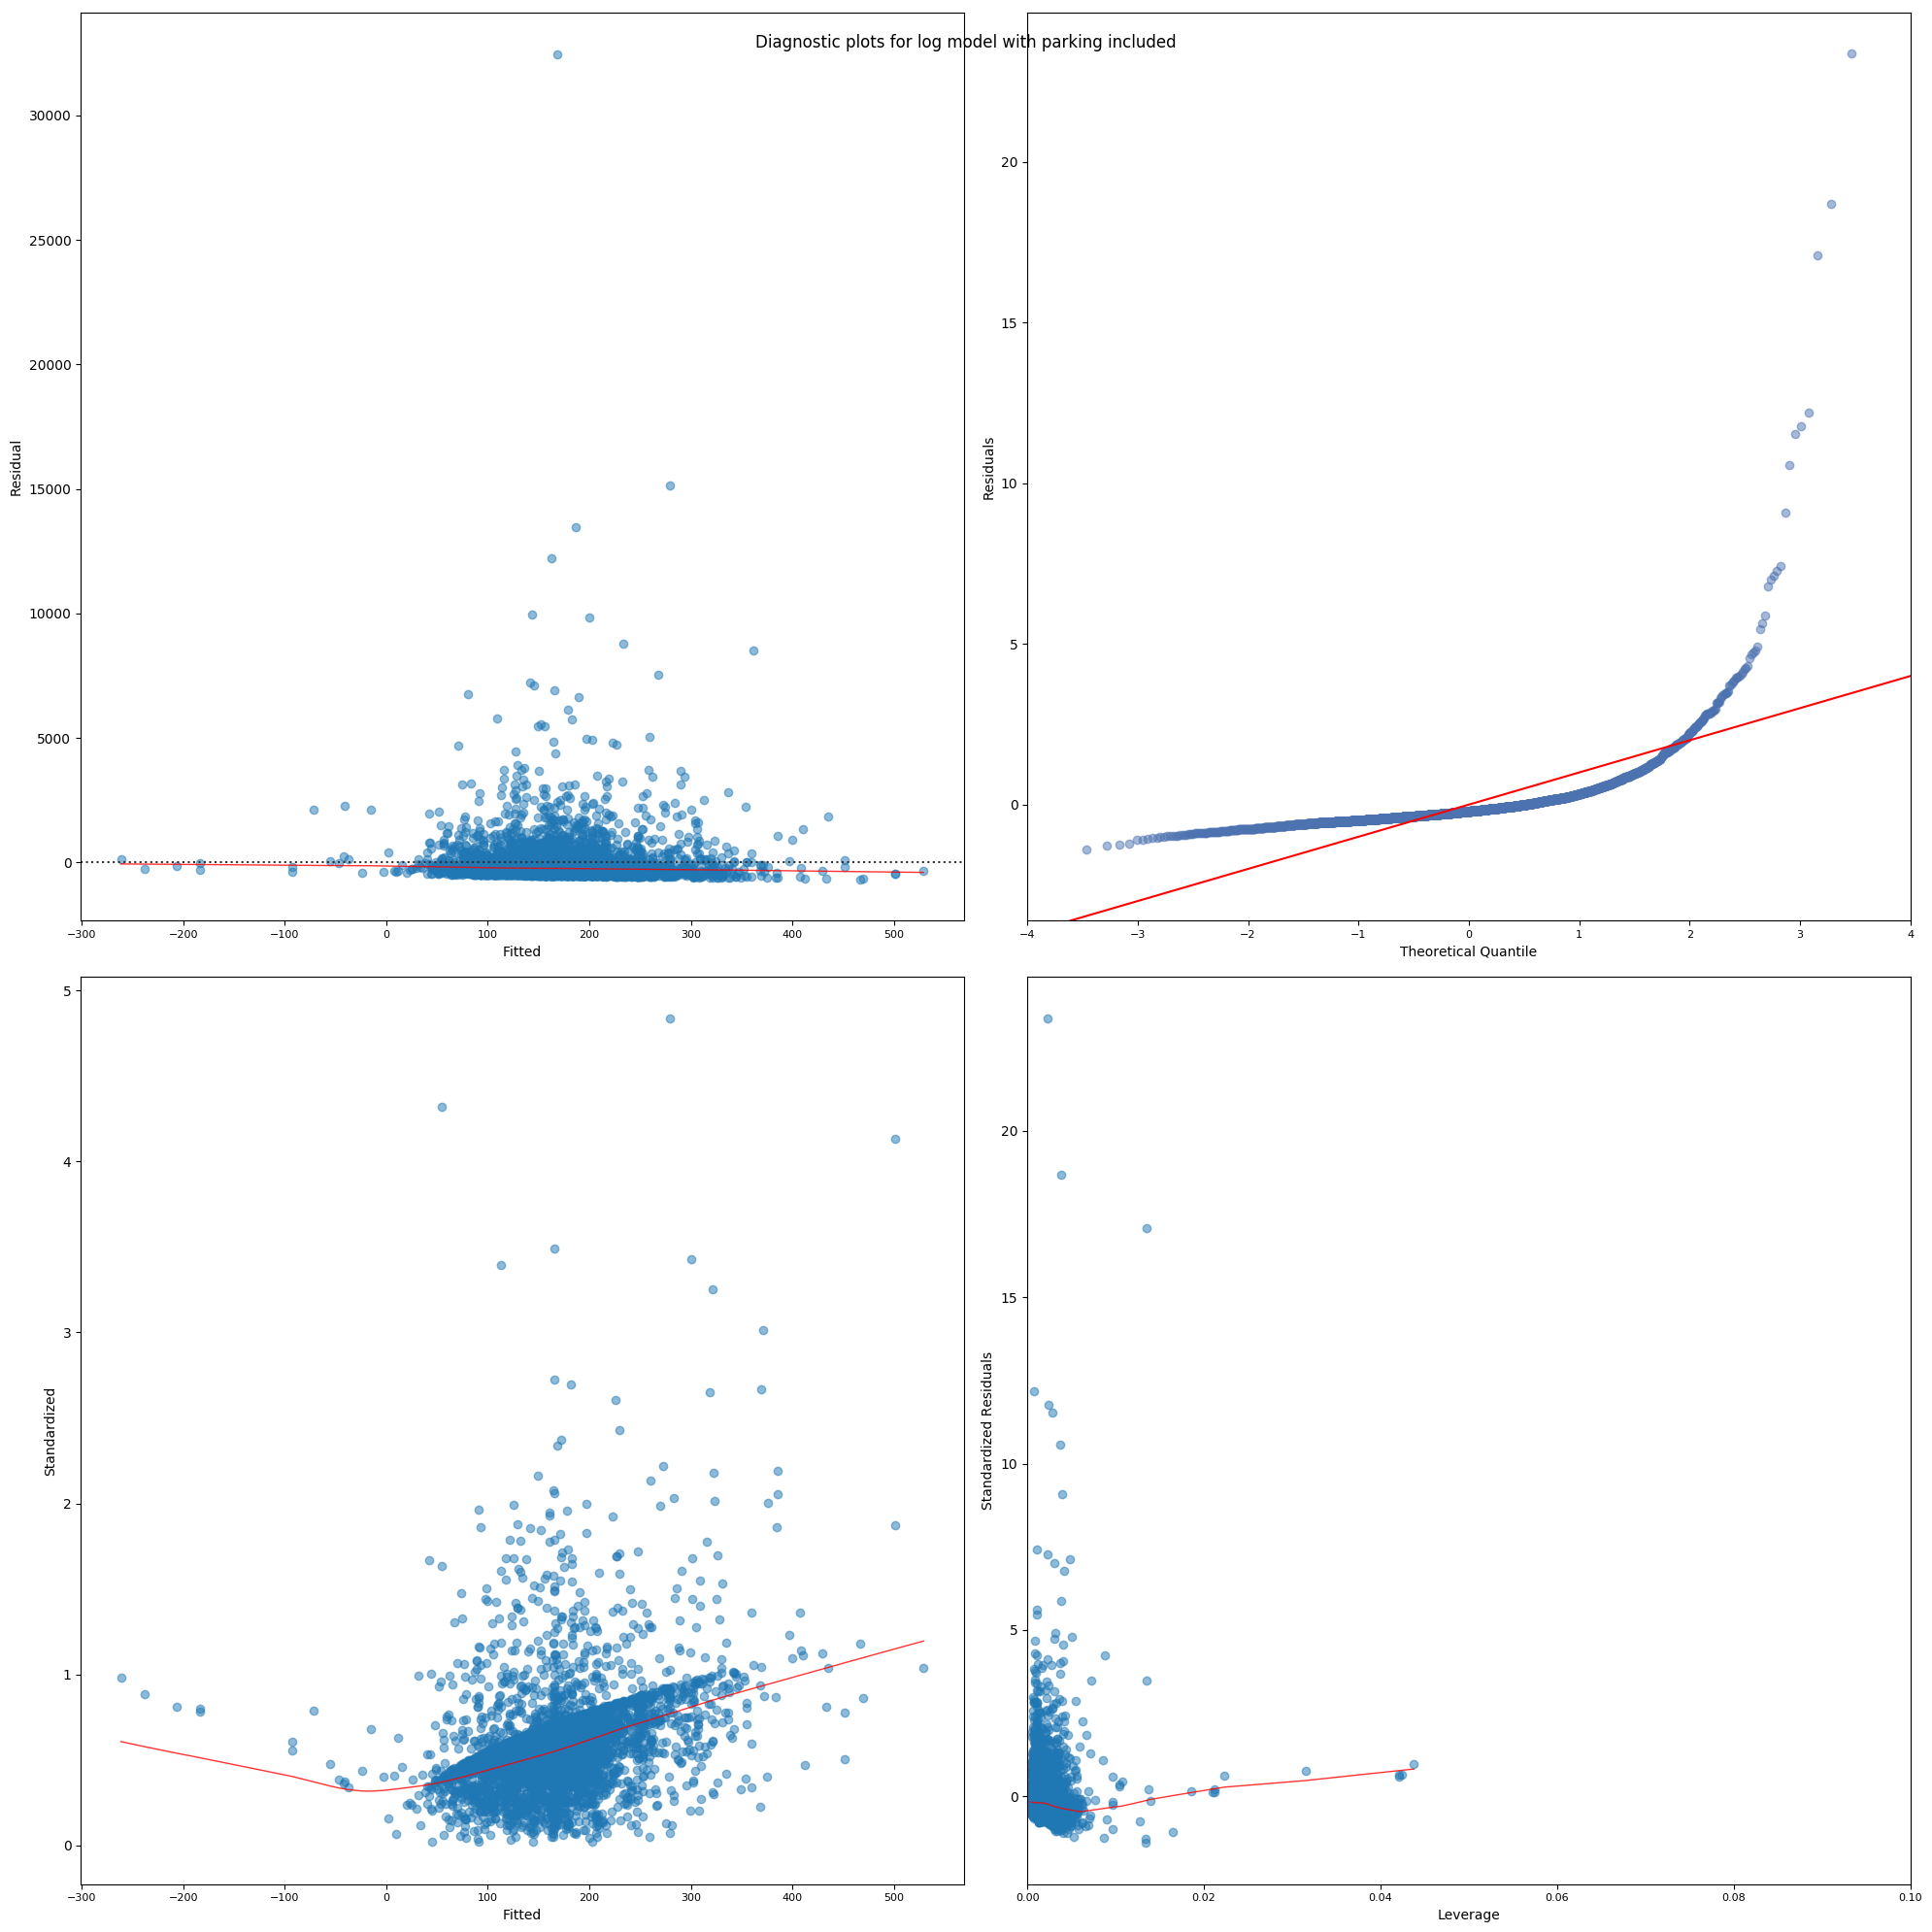 Diagnostic plots for log model with parking included
30000
25000
20000
15000
10000
5000
0
Residual
−300 −200 −100 0 100 200 300 400 500
Fitted
20
15
10
5
0
Residuals
−4 −3 −2 −1 0 1 2 3 4
Theoretical Quantile
5
4
3
2
1
0
Standardized
−300 −200 −100 0 100 200 300 400 500
Fitted
20
15
10
5
0
Standardized Residuals
0.00 0.02 0.04 0.06 0.08 0.10
Leverage